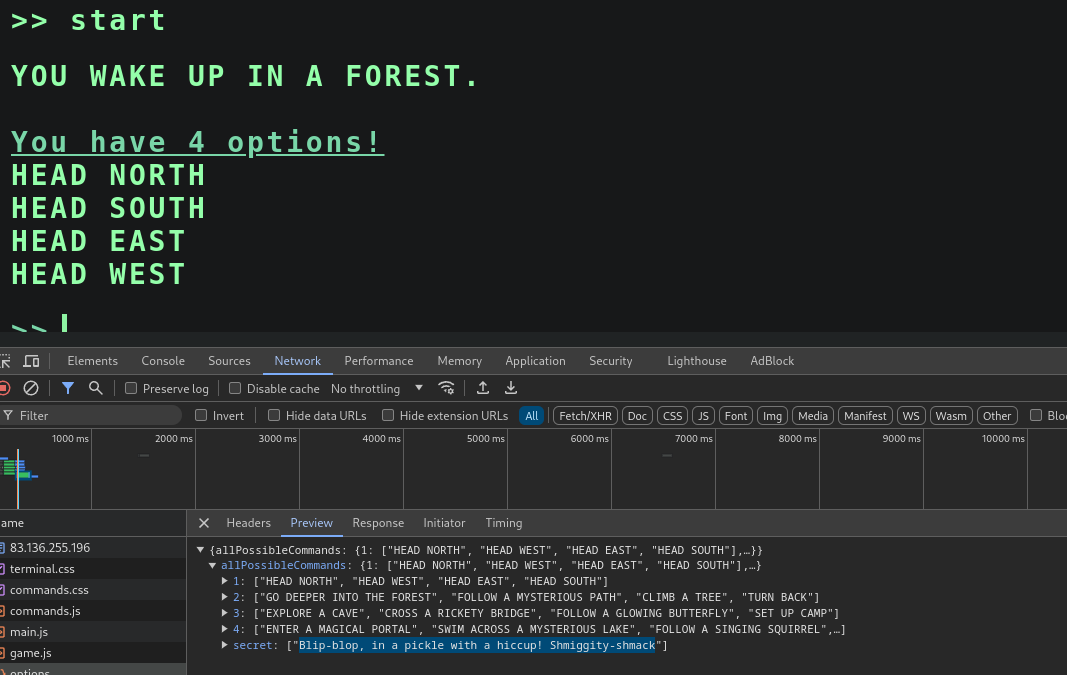 >> start
YOU WAKE UP IN A FOREST.
You have 4 options!
HEAD NORTH
HEAD SOUTH
HEAD EAST
HEAD WEST
>>
Elements Console Sources Network Performance Memory Application Security Lighthouse AdBlock
Preserve log Disable cache No throttling
Filter Invert Hide data URLs Hide extension URLs All Fetch/XHR Doc CSS JS Font Img Media Manifest WS Wasm Other Bloc
1000 ms 2000 ms 3000 ms 4000 ms 5000 ms 6000 ms 7000 ms 8000 ms 9000 ms 10000 ms
ame Headers Preview Response Initiator Timing
83.136.255.196
terminal.css
commands.css
commands.js
main.js
game.js
options
{allPossibleCommands: {1: ["HEAD NORTH", "HEAD WEST", "HEAD EAST", "HEAD SOUTH"],…}}
allPossibleCommands: {1: ["HEAD NORTH", "HEAD WEST", "HEAD EAST", "HEAD SOUTH"],…}
1: ["HEAD NORTH", "HEAD WEST", "HEAD EAST", "HEAD SOUTH"]
2: ["GO DEEPER INTO THE FOREST", "FOLLOW A MYSTERIOUS PATH", "CLIMB A TREE", "TURN BACK"]
3: ["EXPLORE A CAVE", "CROSS A RICKETY BRIDGE", "FOLLOW A GLOWING BUTTERFLY", "SET UP CAMP"]
4: ["ENTER A MAGICAL PORTAL", "SWIM ACROSS A MYSTERIOUS LAKE", "FOLLOW A SINGING SQUIRREL",…]
secret: ["Blip-blop, in a pickle with a hiccup! Shmiggity-shmack"]